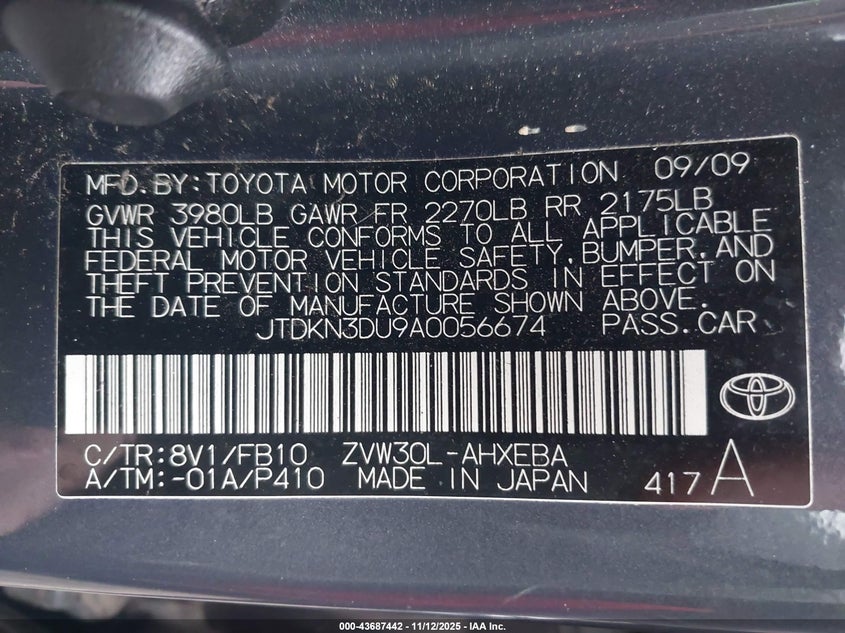 MFD.BY:TOYOTA MOTOR CORPORATION 09/09
GVWR 3980LB GAWR FR 2270LB RR 2175LB
THIS VEHICLE CONFORMS TO ALL APPLICABLE
FEDERAL MOTOR VEHICLE SAFETY,BUMPER,AND
THEFT PREVENTION STANDARDS IN EFFECT ON
THE DATE OF MANUFACTURE SHOWN ABOVE.
JTDKN3DU9A0056674 PASS.CAR
C/TR:8V1/FB10 ZVW30L-AHXEBA
A/TM:-01A/P410 MADE IN JAPAN 417A
000-43687442 - 11/12/2025 - IAA Inc.